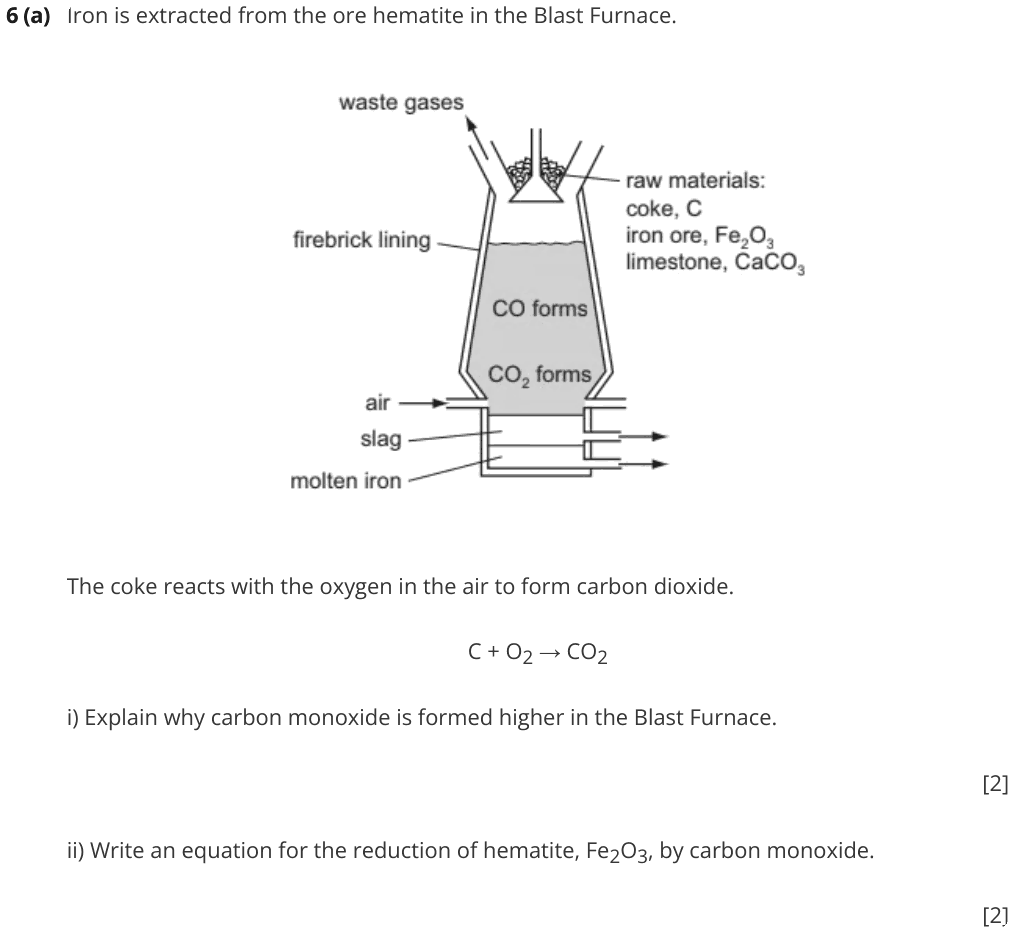 6 (a) Iron is extracted from the ore hematite in the Blast Furnace.
waste gases
raw materials:
coke, C
iron ore, Fe₂O₃
limestone, CaCO₃
firebrick lining
CO forms
CO₂ forms
air
slag
molten iron
The coke reacts with the oxygen in the air to form carbon dioxide.
C + O₂ → CO₂
i) Explain why carbon monoxide is formed higher in the Blast Furnace.
[2]
ii) Write an equation for the reduction of hematite, Fe₂O₃, by carbon monoxide.
[2]